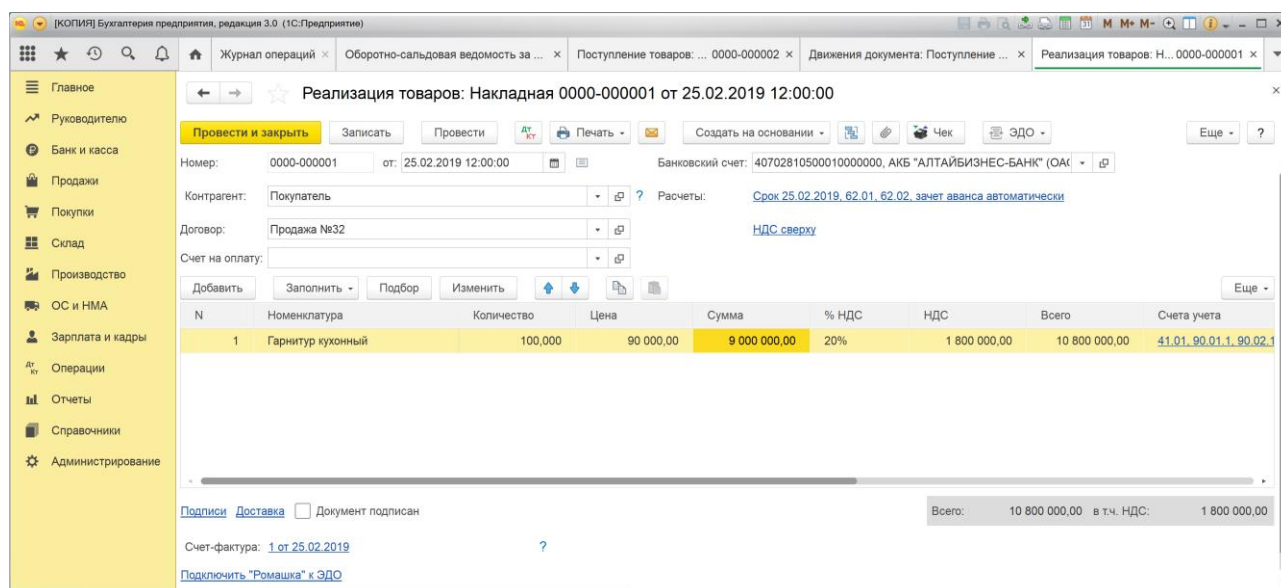 [КОПИЯ] Бухгалтерия предприятия, редакция 3.0 (1С:Предприятие) M M+ M-
Журнал операций × Оборотно-сальдовая ведомость за ... × Поступление товаров: ... 0000-000002 × Движения документа: Поступление ... × Реализация товаров: Н... 0000-000001 ×
Главное
Руководителю
Банк и касса
Продажи
Покупки
Склад
Производство
ОС и НМА
Зарплата и кадры
Операции
Отчеты
Справочники
Администрирование
Реализация товаров: Накладная 0000-000001 от 25.02.2019 12:00:00
Провести и закрыть Записать Провести Дт Кт Печать Создать на основании Чек ЭДО Еще ?
Номер: 0000-000001 от: 25.02.2019 12:00:00 Банковский счет: 40702810500010000000, АКБ "АЛТАЙБИЗНЕС-БАНК" (ОА
Контрагент: Покупатель ? Расчеты: Срок 25.02.2019, 62.01, 62.02, зачет аванса автоматически
Договор: Продажа №32 НДС сверху
Счет на оплату:
Добавить Заполнить Подбор Изменить Еще
N Номенклатура Количество Цена Сумма % НДС НДС Всего Счета учета
1 Гарнитур кухонный 100,000 90 000,00 9 000 000,00 20% 1 800 000,00 10 800 000,00 41.01, 90.01.1, 90.02.1
Подписи Доставка Документ подписан Всего: 10 800 000,00 в т.ч. НДС: 1 800 000,00
Счет-фактура: 1 от 25.02.2019 ?
Подключить "Ромашка" к ЭДО